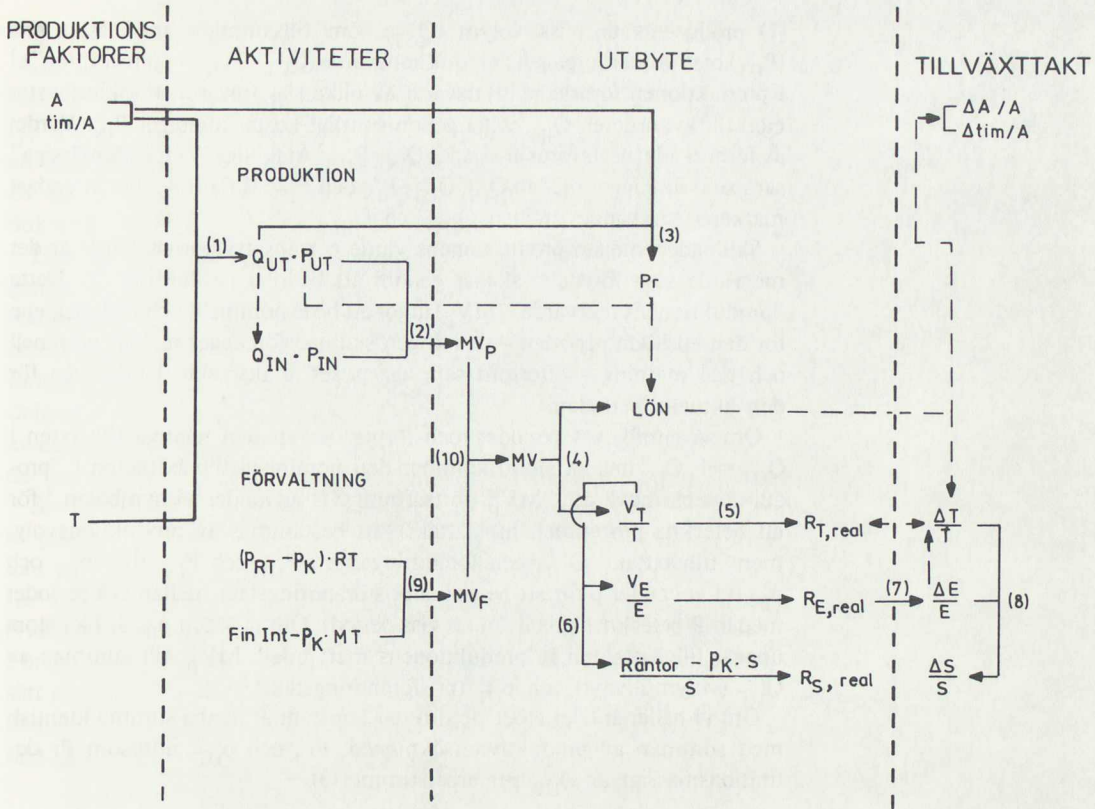 PRODUKTIONS FAKTORER
AKTIVITETER
UTBYTE
TILLVÄXTTAKT
A
tim/A
ΔA/A
Δtim/A
PRODUKTION
(1)
Q_UT · P_UT
(3)
Pr
(2)
Q_IN · P_IN
MV_P
LÖN
(10)
MV
(4)
FÖRVALTNING
T
V_T / T
(5)
R_T,real
ΔT / T
(P_RT − P_K) · RT
(9)
MV_F
V_E / E
R_E,real
(7)
ΔE / E
(8)
Fin Int − P_K · MT
(6)
Räntor − P_K · S / S
R_S, real
ΔS / S